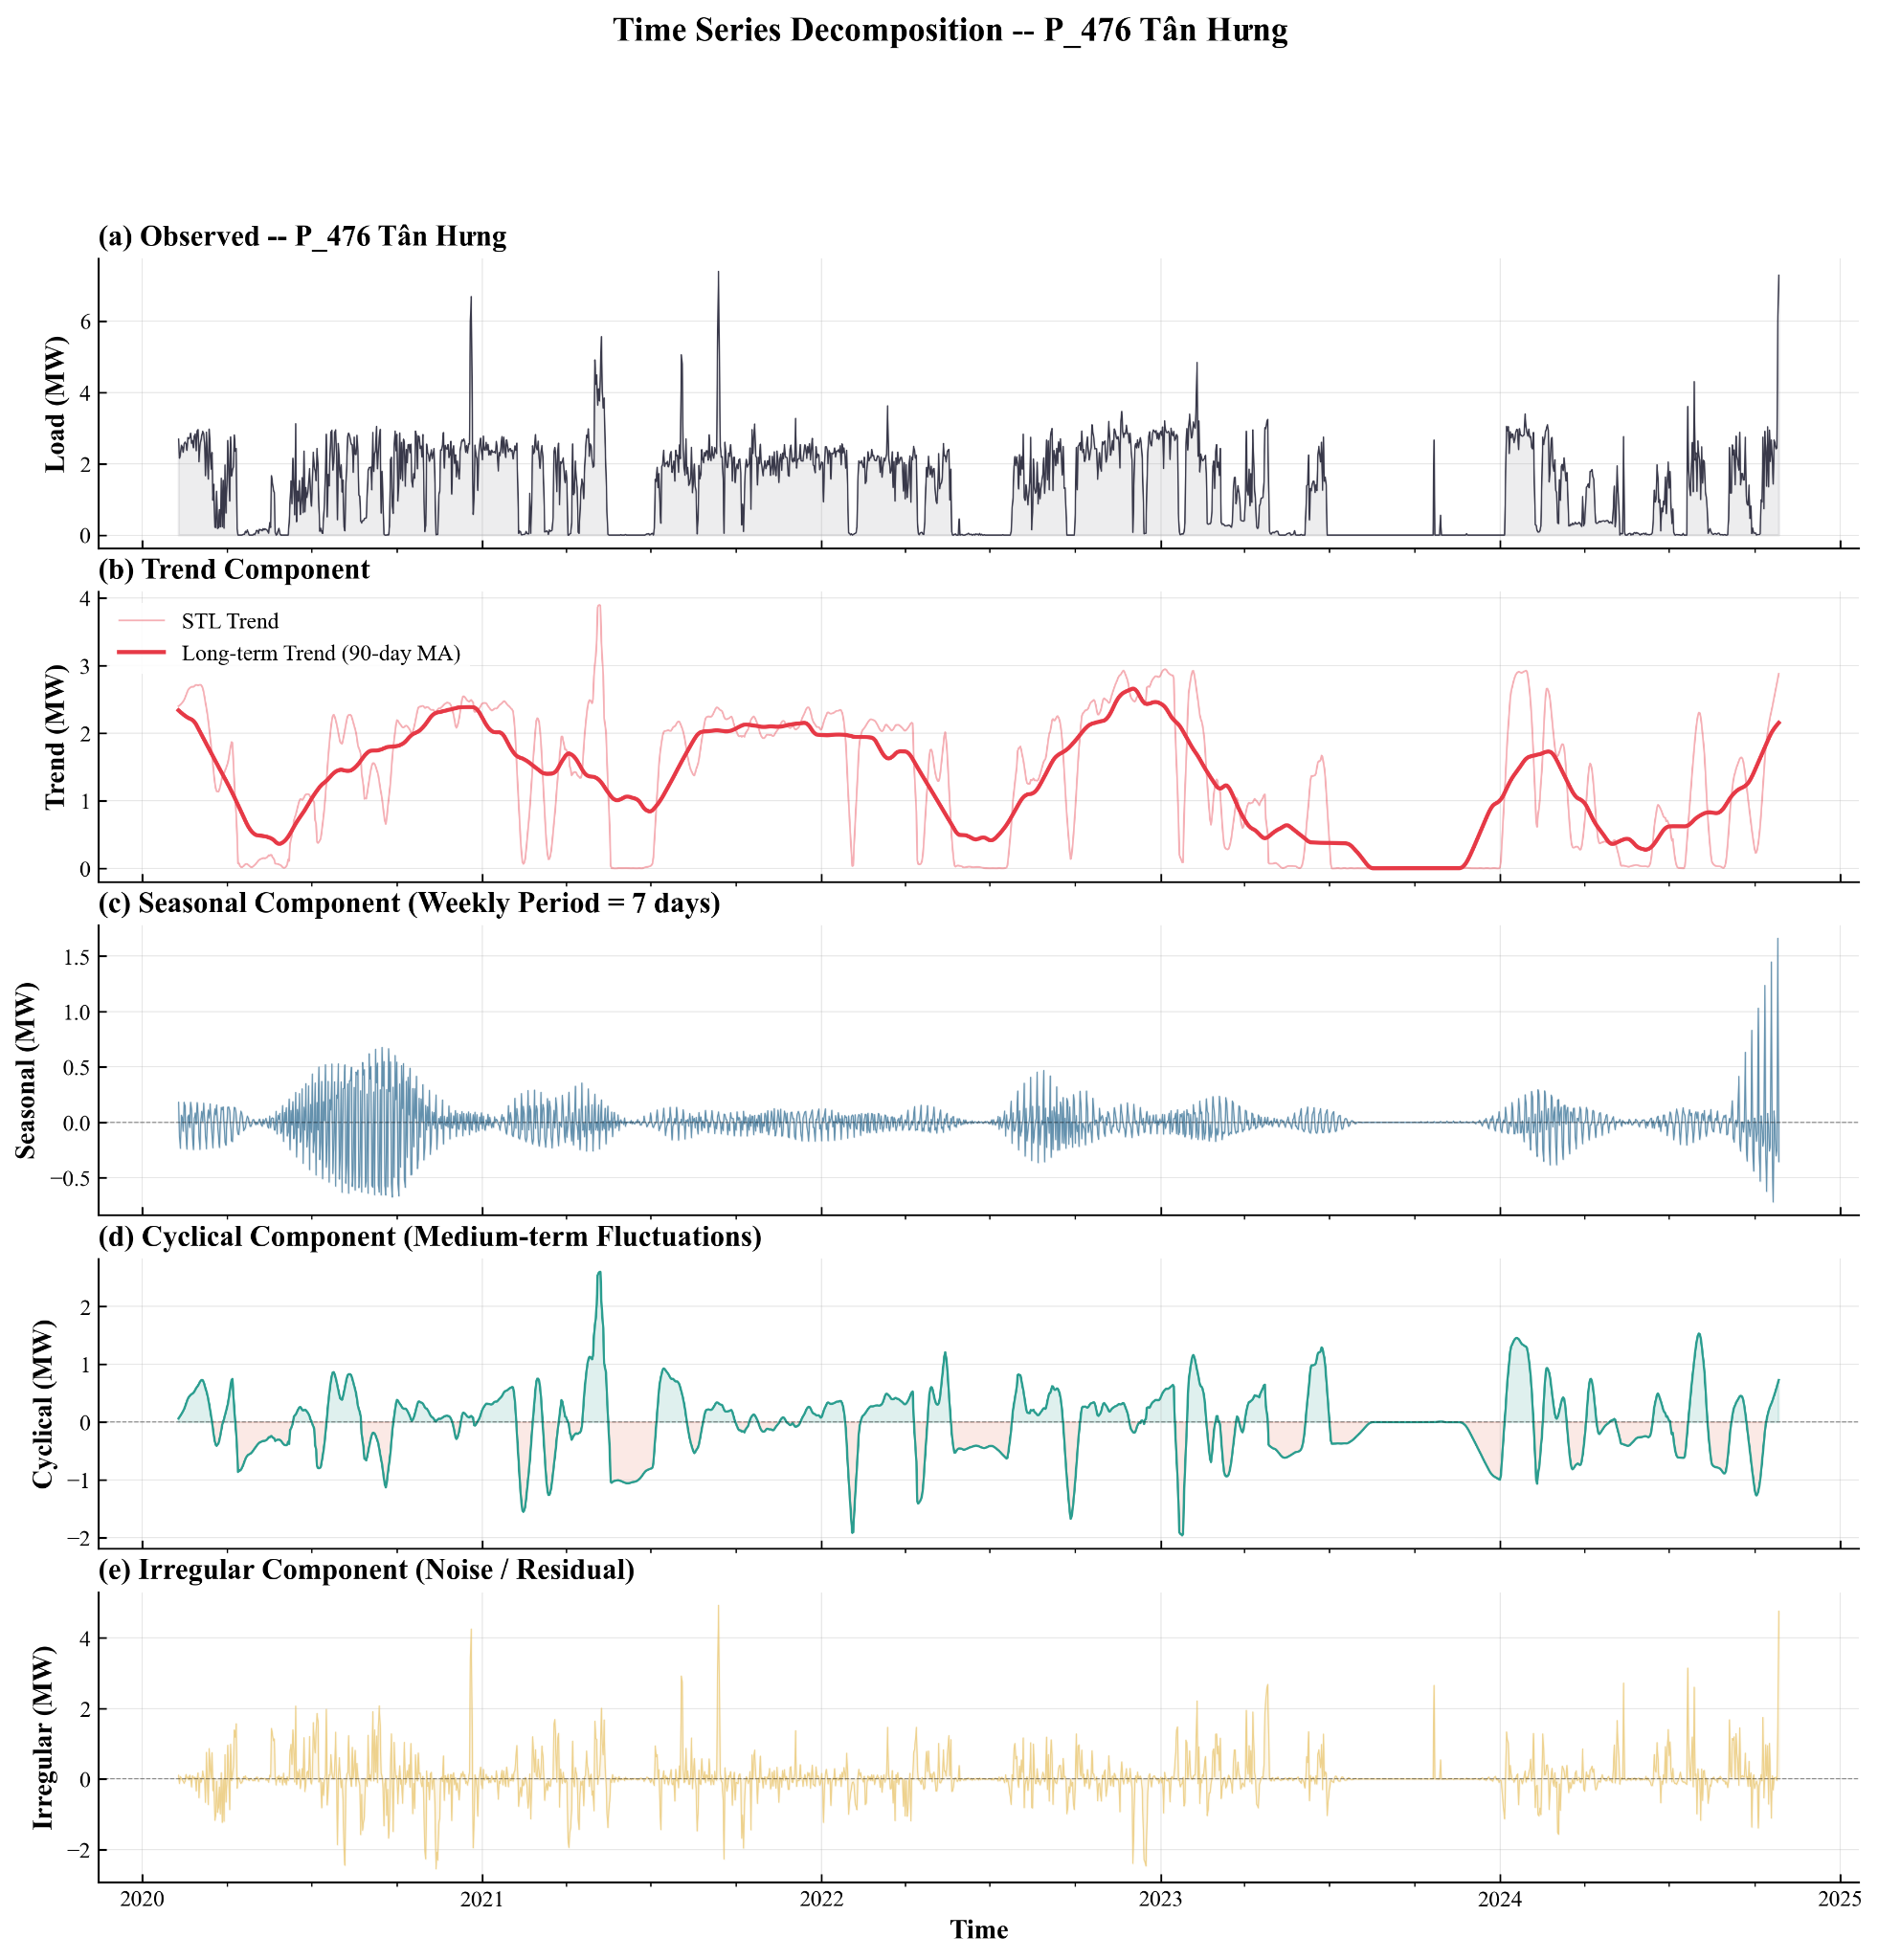 Time Series Decomposition -- P_476 Tân Hưng
(a) Observed -- P_476 Tân Hưng
Load (MW)
6
4
2
0
(b) Trend Component
Trend (MW)
4
3
2
1
0
STL Trend
Long-term Trend (90-day MA)
(c) Seasonal Component (Weekly Period = 7 days)
Seasonal (MW)
1.5
1.0
0.5
0.0
−0.5
(d) Cyclical Component (Medium-term Fluctuations)
Cyclical (MW)
2
1
0
−1
−2
(e) Irregular Component (Noise / Residual)
Irregular (MW)
4
2
0
−2
2020 2021 2022 2023 2024 2025
Time